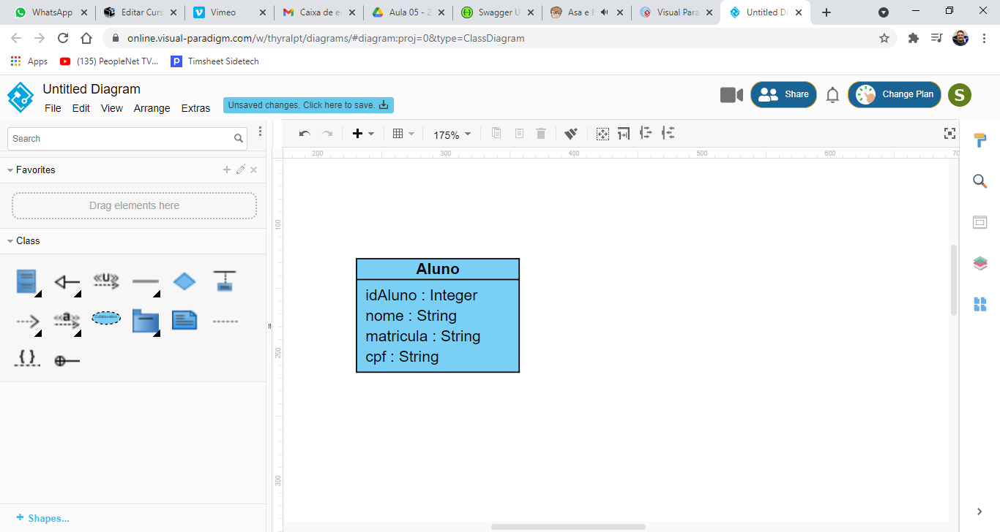 WhatsApp
Editar Curs
Vimeo
Caixa de e
Aula 05 - 2
Swagger U
Asa e
Visual Para
Untitled Di
online.visual-paradigm.com/w/thyralpt/diagrams/#diagram:proj=0&type=ClassDiagram
Apps
(135) PeopleNet TV...
Timsheet Sidetech
Untitled Diagram
File Edit View Arrange Extras
Unsaved changes. Click here to save.
Share
Change Plan
S
Search
175%
200 300 400 500 600 70
Favorites
Drag elements here
Class
«U»
«a»
{ }
100
200
300
Aluno
idAluno : Integer
nome : String
matricula : String
cpf : String
+ Shapes...